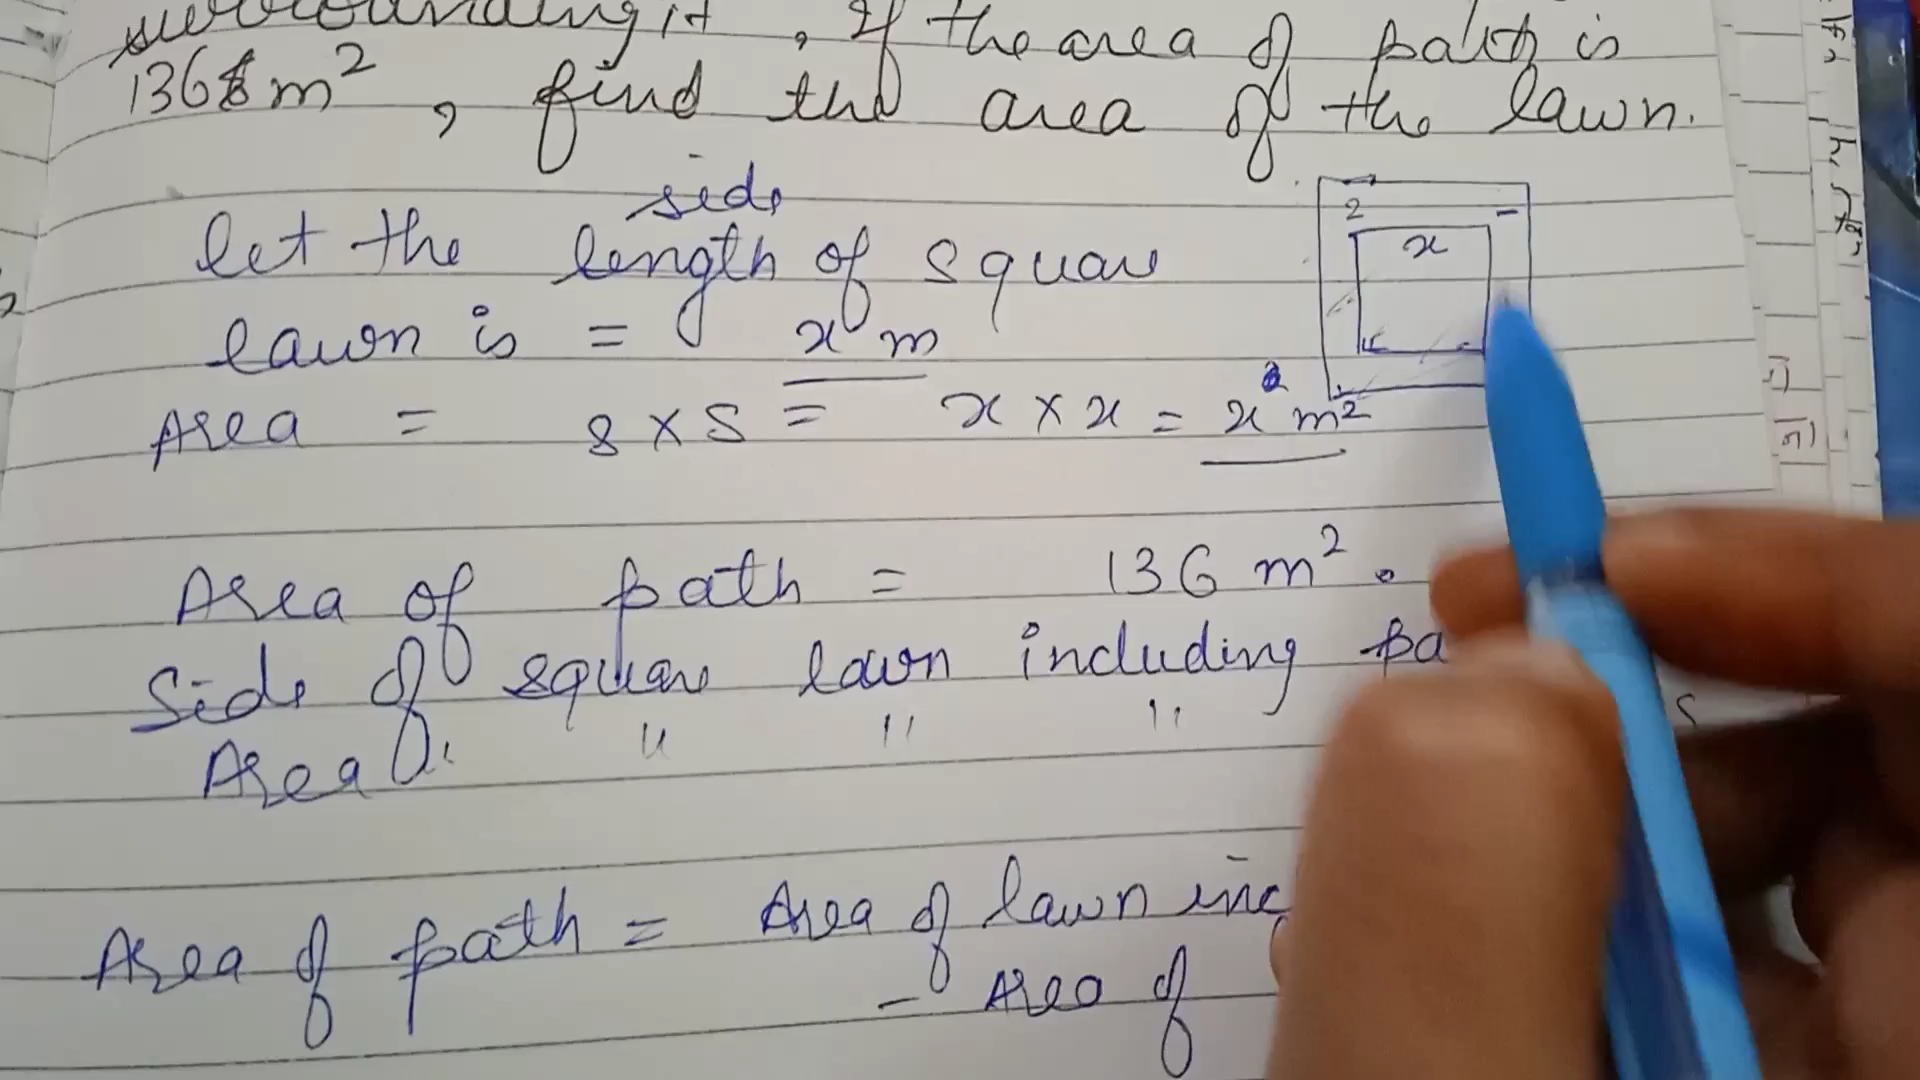 surrounding it, If the area of path is
136 m², find the area of the lawn.
side
let the length of square
lawn is = x m
2
x
Area = s x s = x x x = x² m²
Area of path = 136 m².
Side of square lawn including pa
Area of " " "
s
Area of path = Area of lawn inc
- Area of